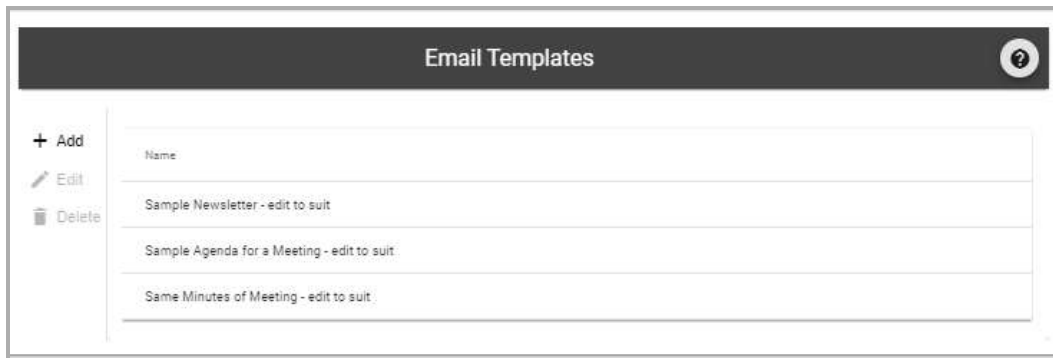 Email Templates
+ Add
Edit
Delete
Name
Sample Newsletter - edit to suit
Sample Agenda for a Meeting - edit to suit
Same Minutes of Meeting - edit to suit